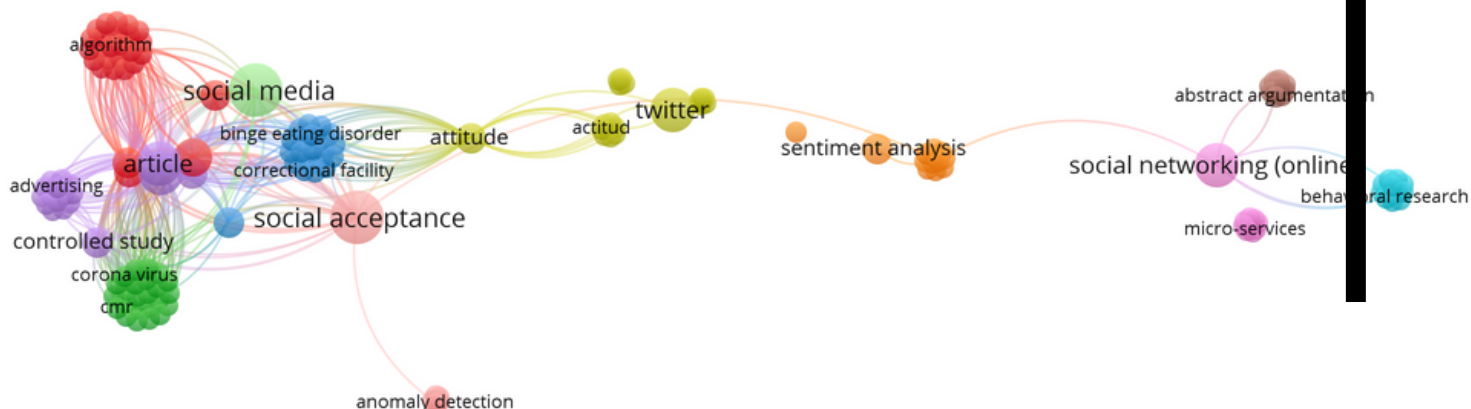 algorithm
social media
abstract argumentation
twitter
actitud
binge eating disorder
attitude
sentiment analysis
article
correctional facility
social networking (online
advertising
behavioral research
social acceptance
micro-services
controlled study
corona virus
cmr
anomaly detection